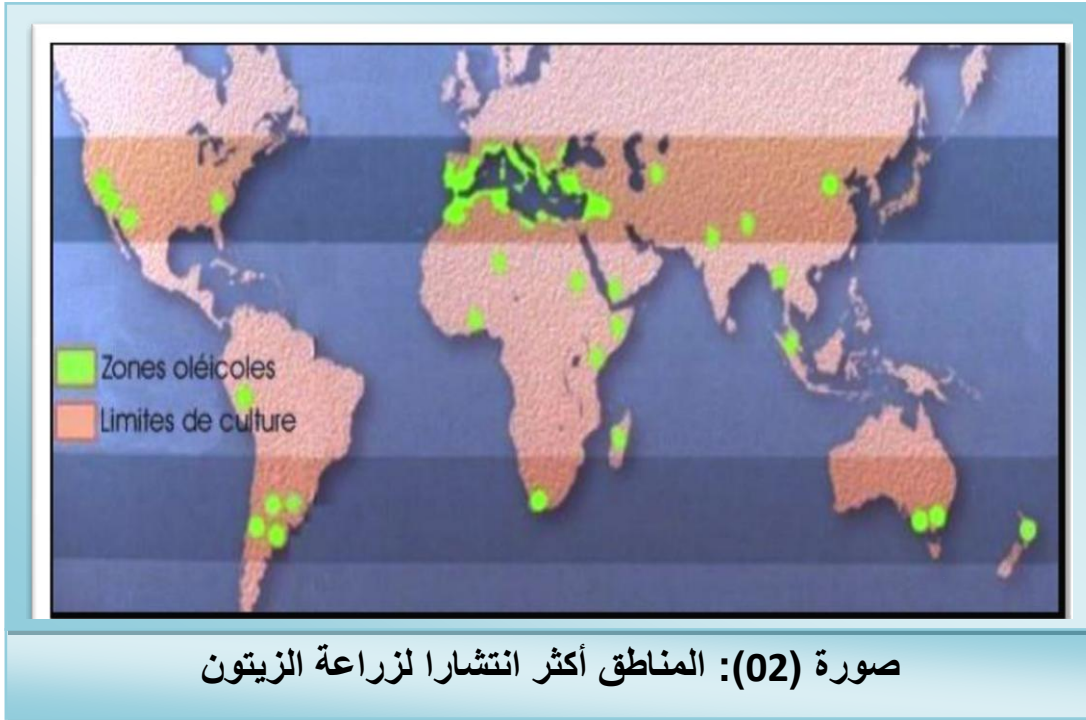 Zones oléicoles
Limites de culture
صورة (02): المناطق أكثر انتشارا لزراعة الزيتون